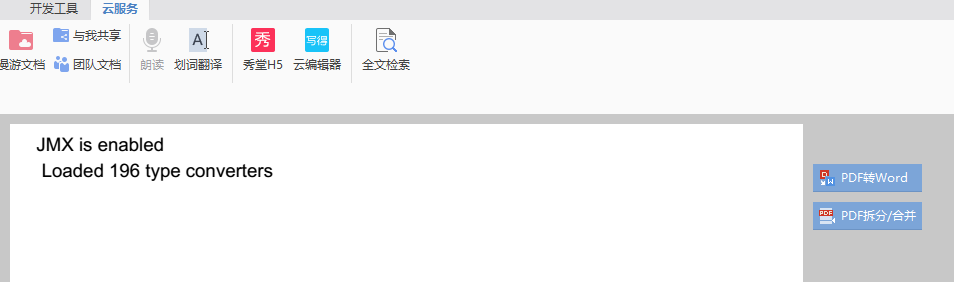 开发工具 云服务
与我共享
漫游文档 团队文档 朗读 划词翻译 秀堂H5 云编辑器 全文检索
A 秀 写得
JMX is enabled
Loaded 196 type converters
PDF转Word
PDF拆分/合并